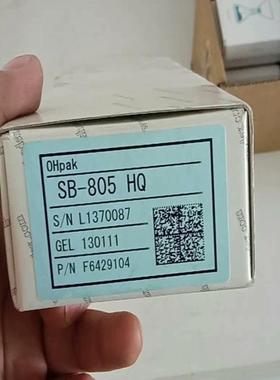 OHpak
SB-805 HQ
S/N L1370087
GEL 130111
P/N F6429104